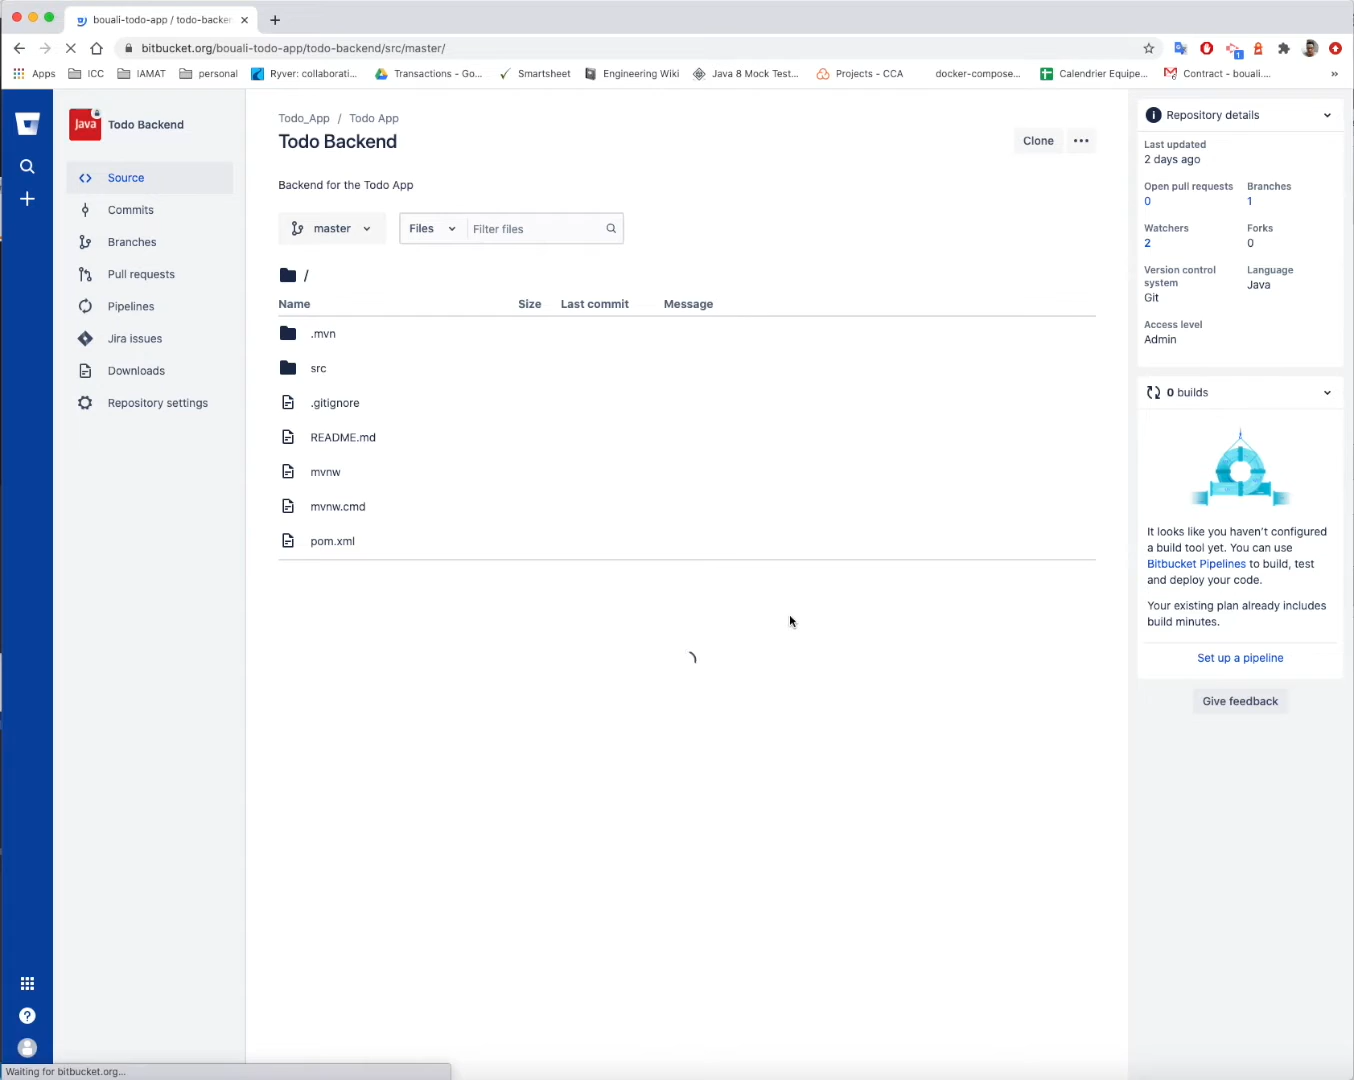 bouali-todo-app / todo-backen
bitbucket.org/bouali-todo-app/todo-backend/src/master/
Apps
ICC
IAMAT
personal
Ryver: collaborati...
Transactions - Go...
Smartsheet
Engineering Wiki
Java 8 Mock Test...
Projects - CCA
docker-compose...
Calendrier Equipe...
Contract - bouali....
»
Java
Todo Backend
Source
Commits
Branches
Pull requests
Pipelines
Jira issues
Downloads
Repository settings
Todo_App / Todo App
Todo Backend
Clone
Backend for the Todo App
master
Files
Filter files
/
Name Size Last commit Message
.mvn
src
.gitignore
README.md
mvnw
mvnw.cmd
pom.xml
Repository details
Last updated
2 days ago
Open pull requests Branches
0 1
Watchers Forks
2 0
Version control Language
system Java
Git
Access level
Admin
0 builds
It looks like you haven't configured
a build tool yet. You can use
Bitbucket Pipelines to build, test
and deploy your code.
Your existing plan already includes
build minutes.
Set up a pipeline
Give feedback
Waiting for bitbucket.org...